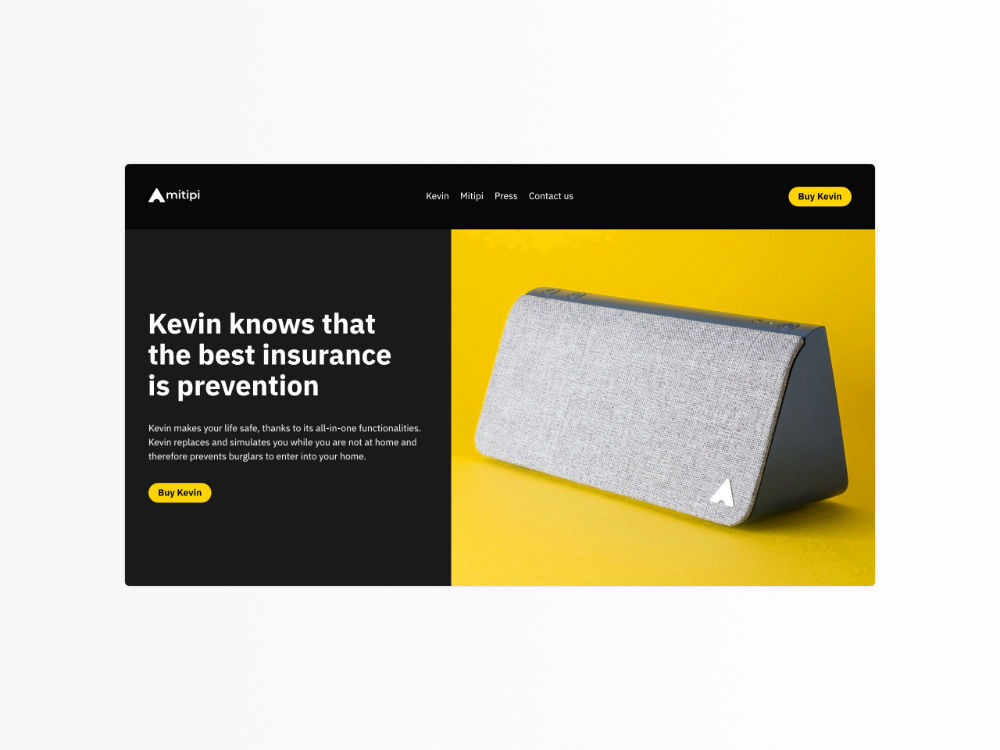 mitipi
Kevin Mitipi Press Contact us
Buy Kevin
Kevin knows that
the best insurance
is prevention
Kevin makes your life safe, thanks to its all-in-one functionalities.
Kevin replaces and simulates you while you are not at home and
therefore prevents burglars to enter into your home.
Buy Kevin